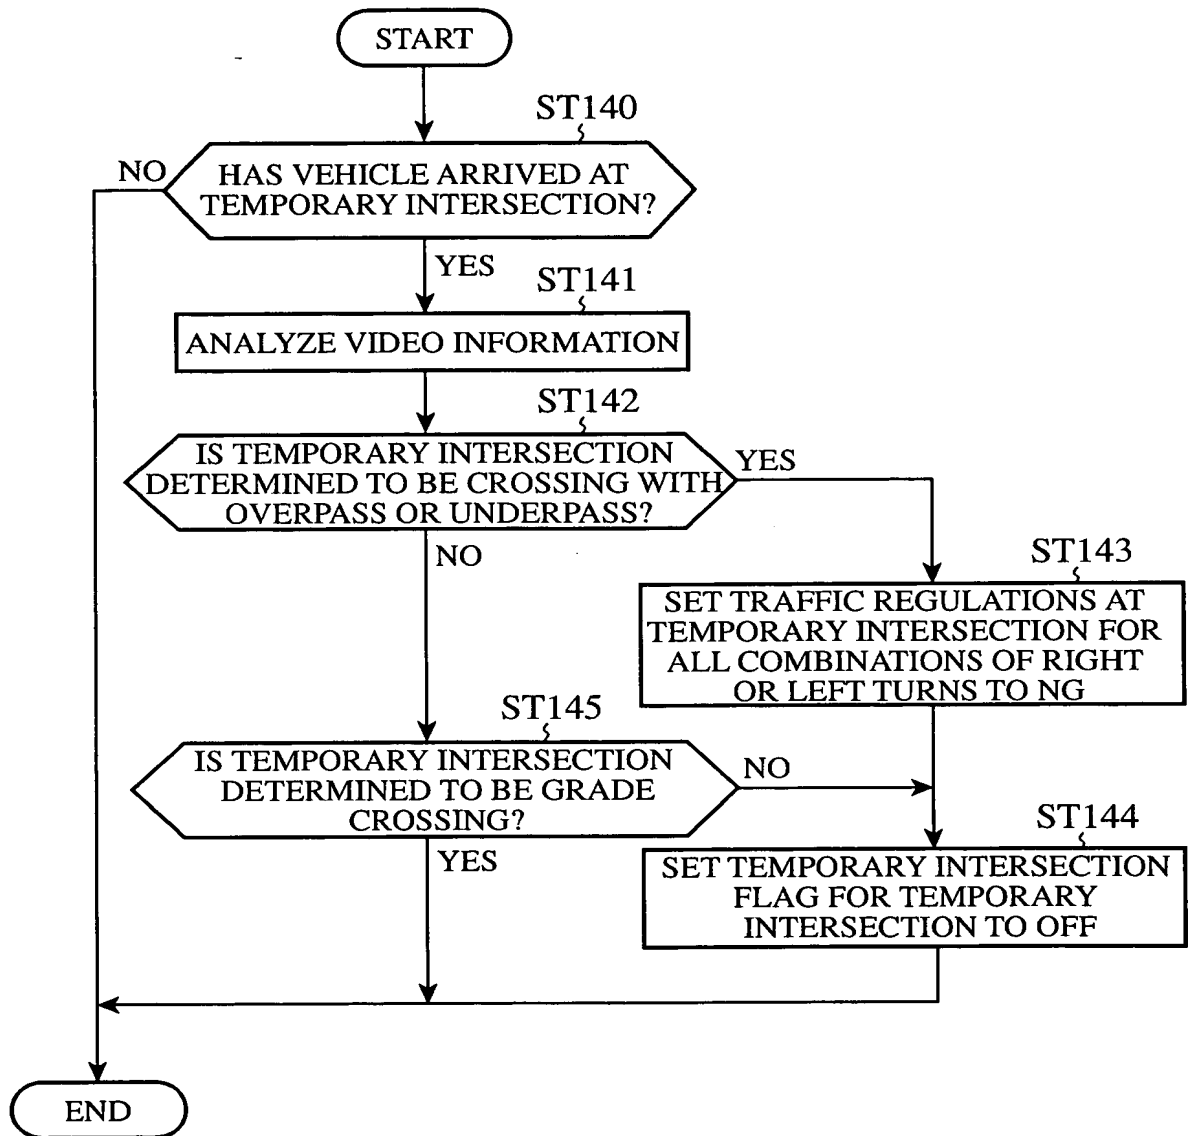 START
ST140
NO
HAS VEHICLE ARRIVED AT
TEMPORARY INTERSECTION?
YES
ST141
ANALYZE VIDEO INFORMATION
ST142
IS TEMPORARY INTERSECTION
DETERMINED TO BE CROSSING WITH
OVERPASS OR UNDERPASS?
YES
NO
ST143
SET TRAFFIC REGULATIONS AT
TEMPORARY INTERSECTION FOR
ALL COMBINATIONS OF RIGHT
OR LEFT TURNS TO NG
ST145
IS TEMPORARY INTERSECTION
DETERMINED TO BE GRADE
CROSSING?
NO
YES
ST144
SET TEMPORARY INTERSECTION
FLAG FOR TEMPORARY
INTERSECTION TO OFF
END